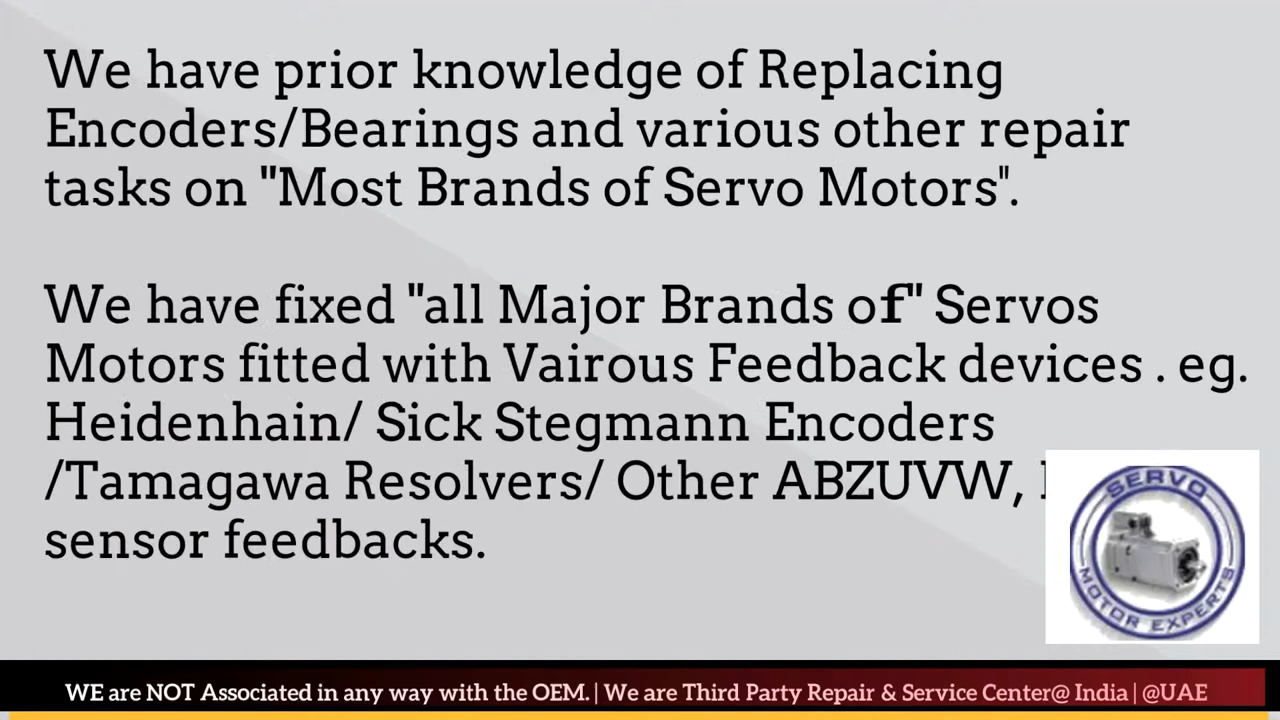 We have prior knowledge of Replacing
Encoders/Bearings and various other repair
tasks on "Most Brands of Servo Motors".
We have fixed "all Major Brands of" Servos
Motors fitted with Vairous Feedback devices . eg.
Heidenhain/ Sick Stegmann Encoders
/Tamagawa Resolvers/ Other ABZUVW,
sensor feedbacks.
SERVO
MOTOR EXPERTS
WE are NOT Associated in any way with the OEM. | We are Third Party Repair & Service Center@ India | @UAE